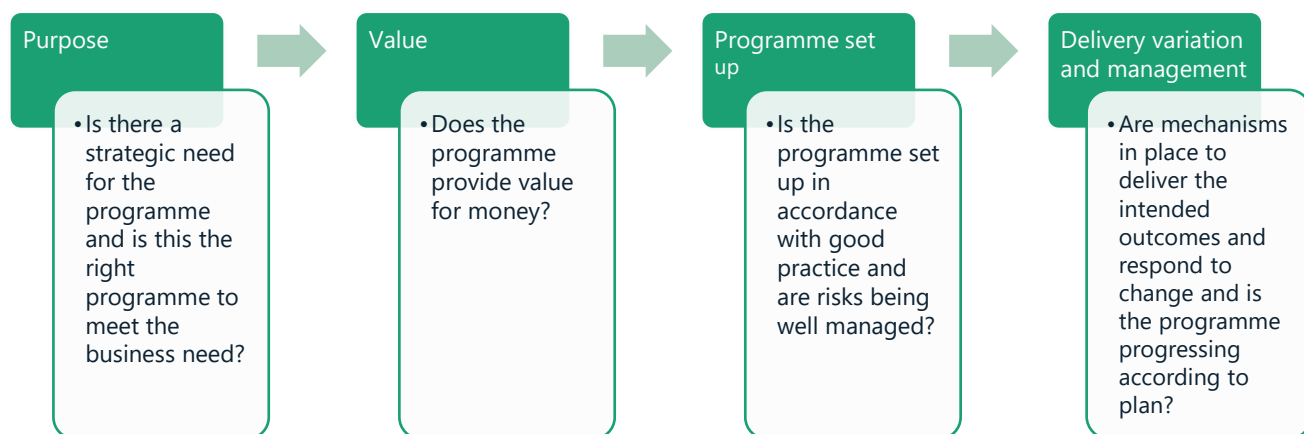 Purpose
• Is there a
strategic need
for the
programme
and is this the
right
programme to
meet the
business need?
Value
• Does the
programme
provide value
for money?
Programme set
up
• Is the
programme set
up in
accordance
with good
practice and
are risks being
well managed?
Delivery variation
and management
• Are mechanisms
in place to
deliver the
intended
outcomes and
respond to
change and is
the programme
progressing
according to
plan?